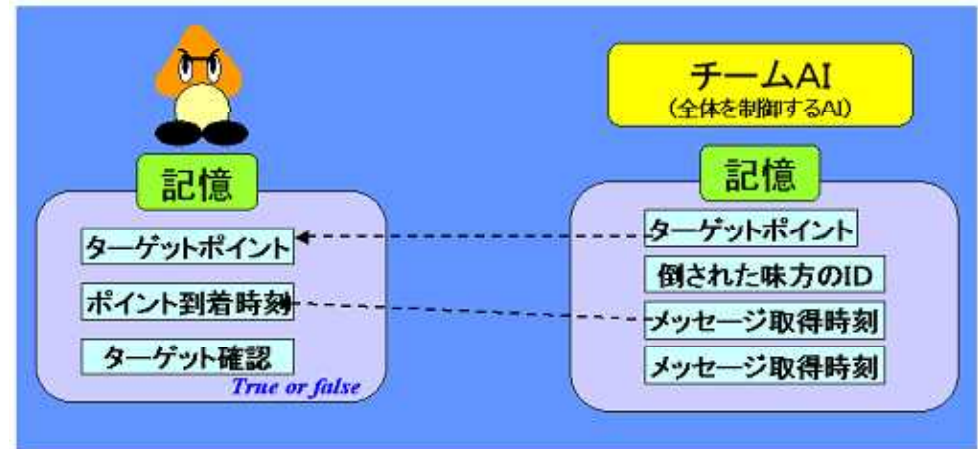 チームAI
(全体を制御するAI)
記憶
ターゲットポイント
ポイント到着時刻
ターゲット確認
True or false
記憶
ターゲットポイント
倒された味方のID
メッセージ取得時刻
メッセージ取得時刻